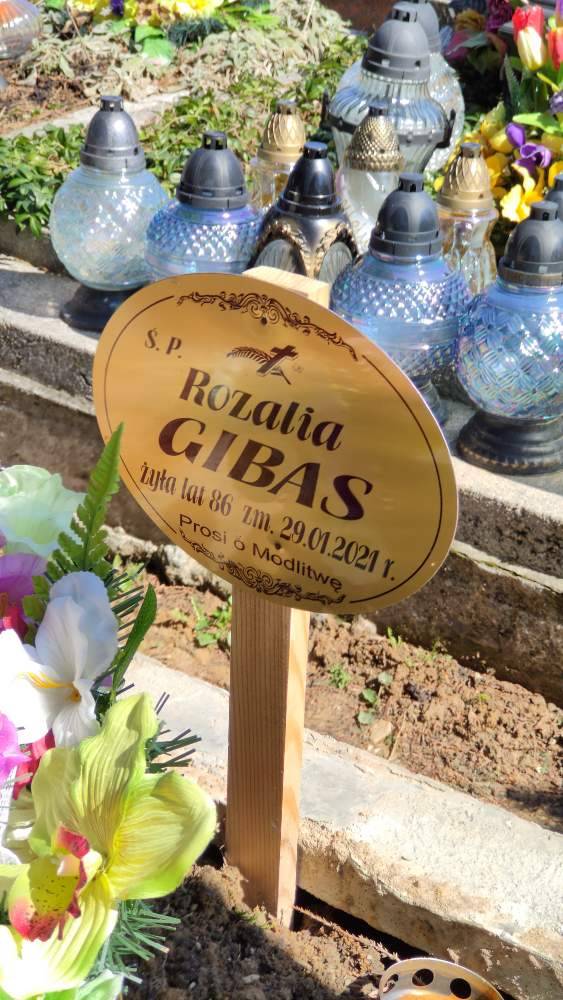 Ś. P.
Rozalia
GIBAS
żyła lat 86 zm. 29.01.2021 r.
Prosi ó Modlitwę